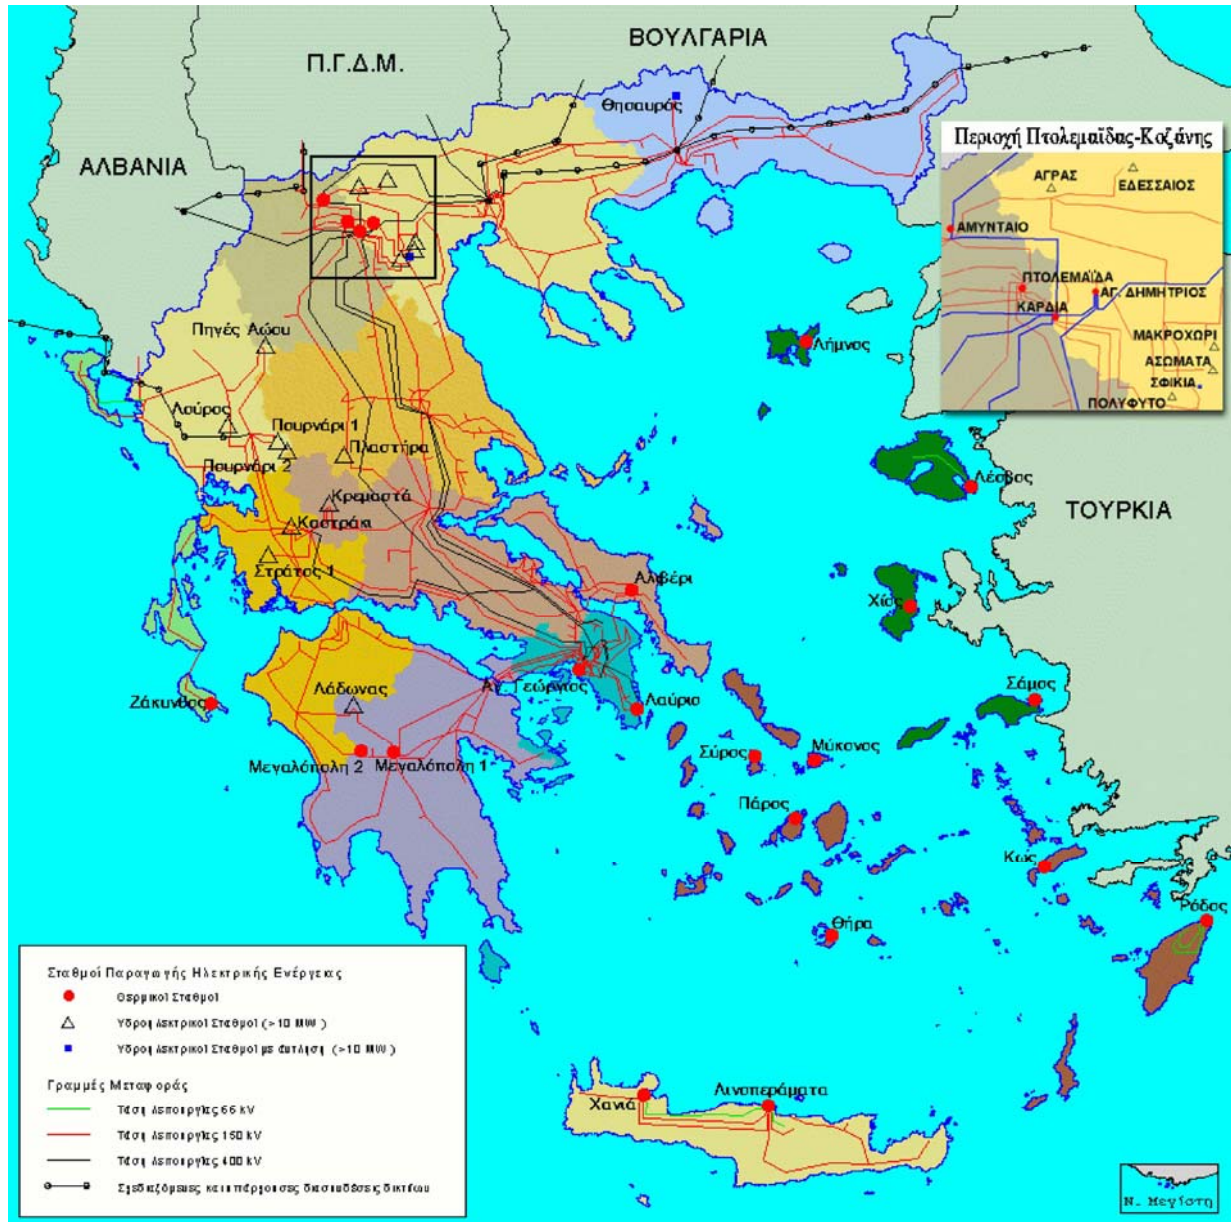 ΒΟΥΛΓΑΡΙΑ
Π.Γ.Δ.Μ.
Θησαυρός
Περιοχή Πτολεμαΐδας-Κοζάνης
ΑΛΒΑΝΙΑ
ΑΓΡΑΣ
ΕΔΕΣΣΑΙΟΣ
ΑΜΥΝΤΑΙΟ
ΠΤΟΛΕΜΑΪΔΑ
ΑΓ. ΔΗΜΗΤΡΙΟΣ
ΚΑΡΔΙΑ
ΜΑΚΡΟΧΩΡΙ
ΑΣΩΜΑΤΑ
ΣΦΙΚΙΑ
ΠΟΛΥΦΥΤΟ
Πηγές Αώου
Λήμνος
Λούρος
Πουρνάρι 1
Πλαστήρα
Πουρνάρι 2
Λέσβος
Κρεμαστά
ΤΟΥΡΚΙΑ
Καστράκι
Στράτος 1
Αλιβέρι
Χίος
Αγ. Γεώργιος
Λάδωνας
Σάμος
Ζάκυνθος
Λαύριο
Σύρος
Μύκονος
Μεγαλόπολη 2
Μεγαλόπολη 1
Πάρος
Κως
Ρόδος
Θήρα
Σταθμοί Παραγωγής Ηλεκτρικής Ενέργειας
Θερμικοί Σταθμοί
Υδροηλεκτρικοί Σταθμοί (>10 MW)
Υδροηλεκτρικοί Σταθμοί με άντληση (>10 MW)
Γραμμές Μεταφοράς
Τάση λειτουργίας 66 kV
Τάση λειτουργίας 150 kV
Τάση λειτουργίας 400 kV
Σχεδιαζόμενες και υπάρχουσες διασυνδέσεις δικτύου
Χανιά
Λινοπεράματα
Ν. Μεγίστη